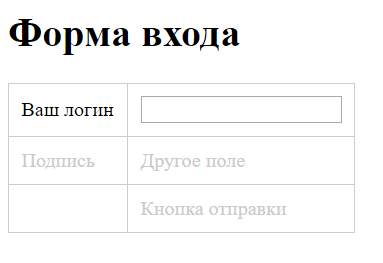 Форма входа
Ваш логин
Подпись Другое поле
Кнопка отправки